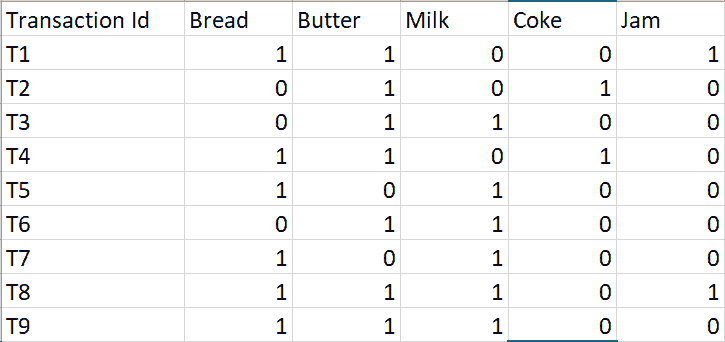 Transaction Id Bread Butter Milk Coke Jam
T1 1 1 0 0 1
T2 0 1 0 1 0
T3 0 1 1 0 0
T4 1 1 0 1 0
T5 1 0 1 0 0
T6 0 1 1 0 0
T7 1 0 1 0 0
T8 1 1 1 0 1
T9 1 1 1 0 0